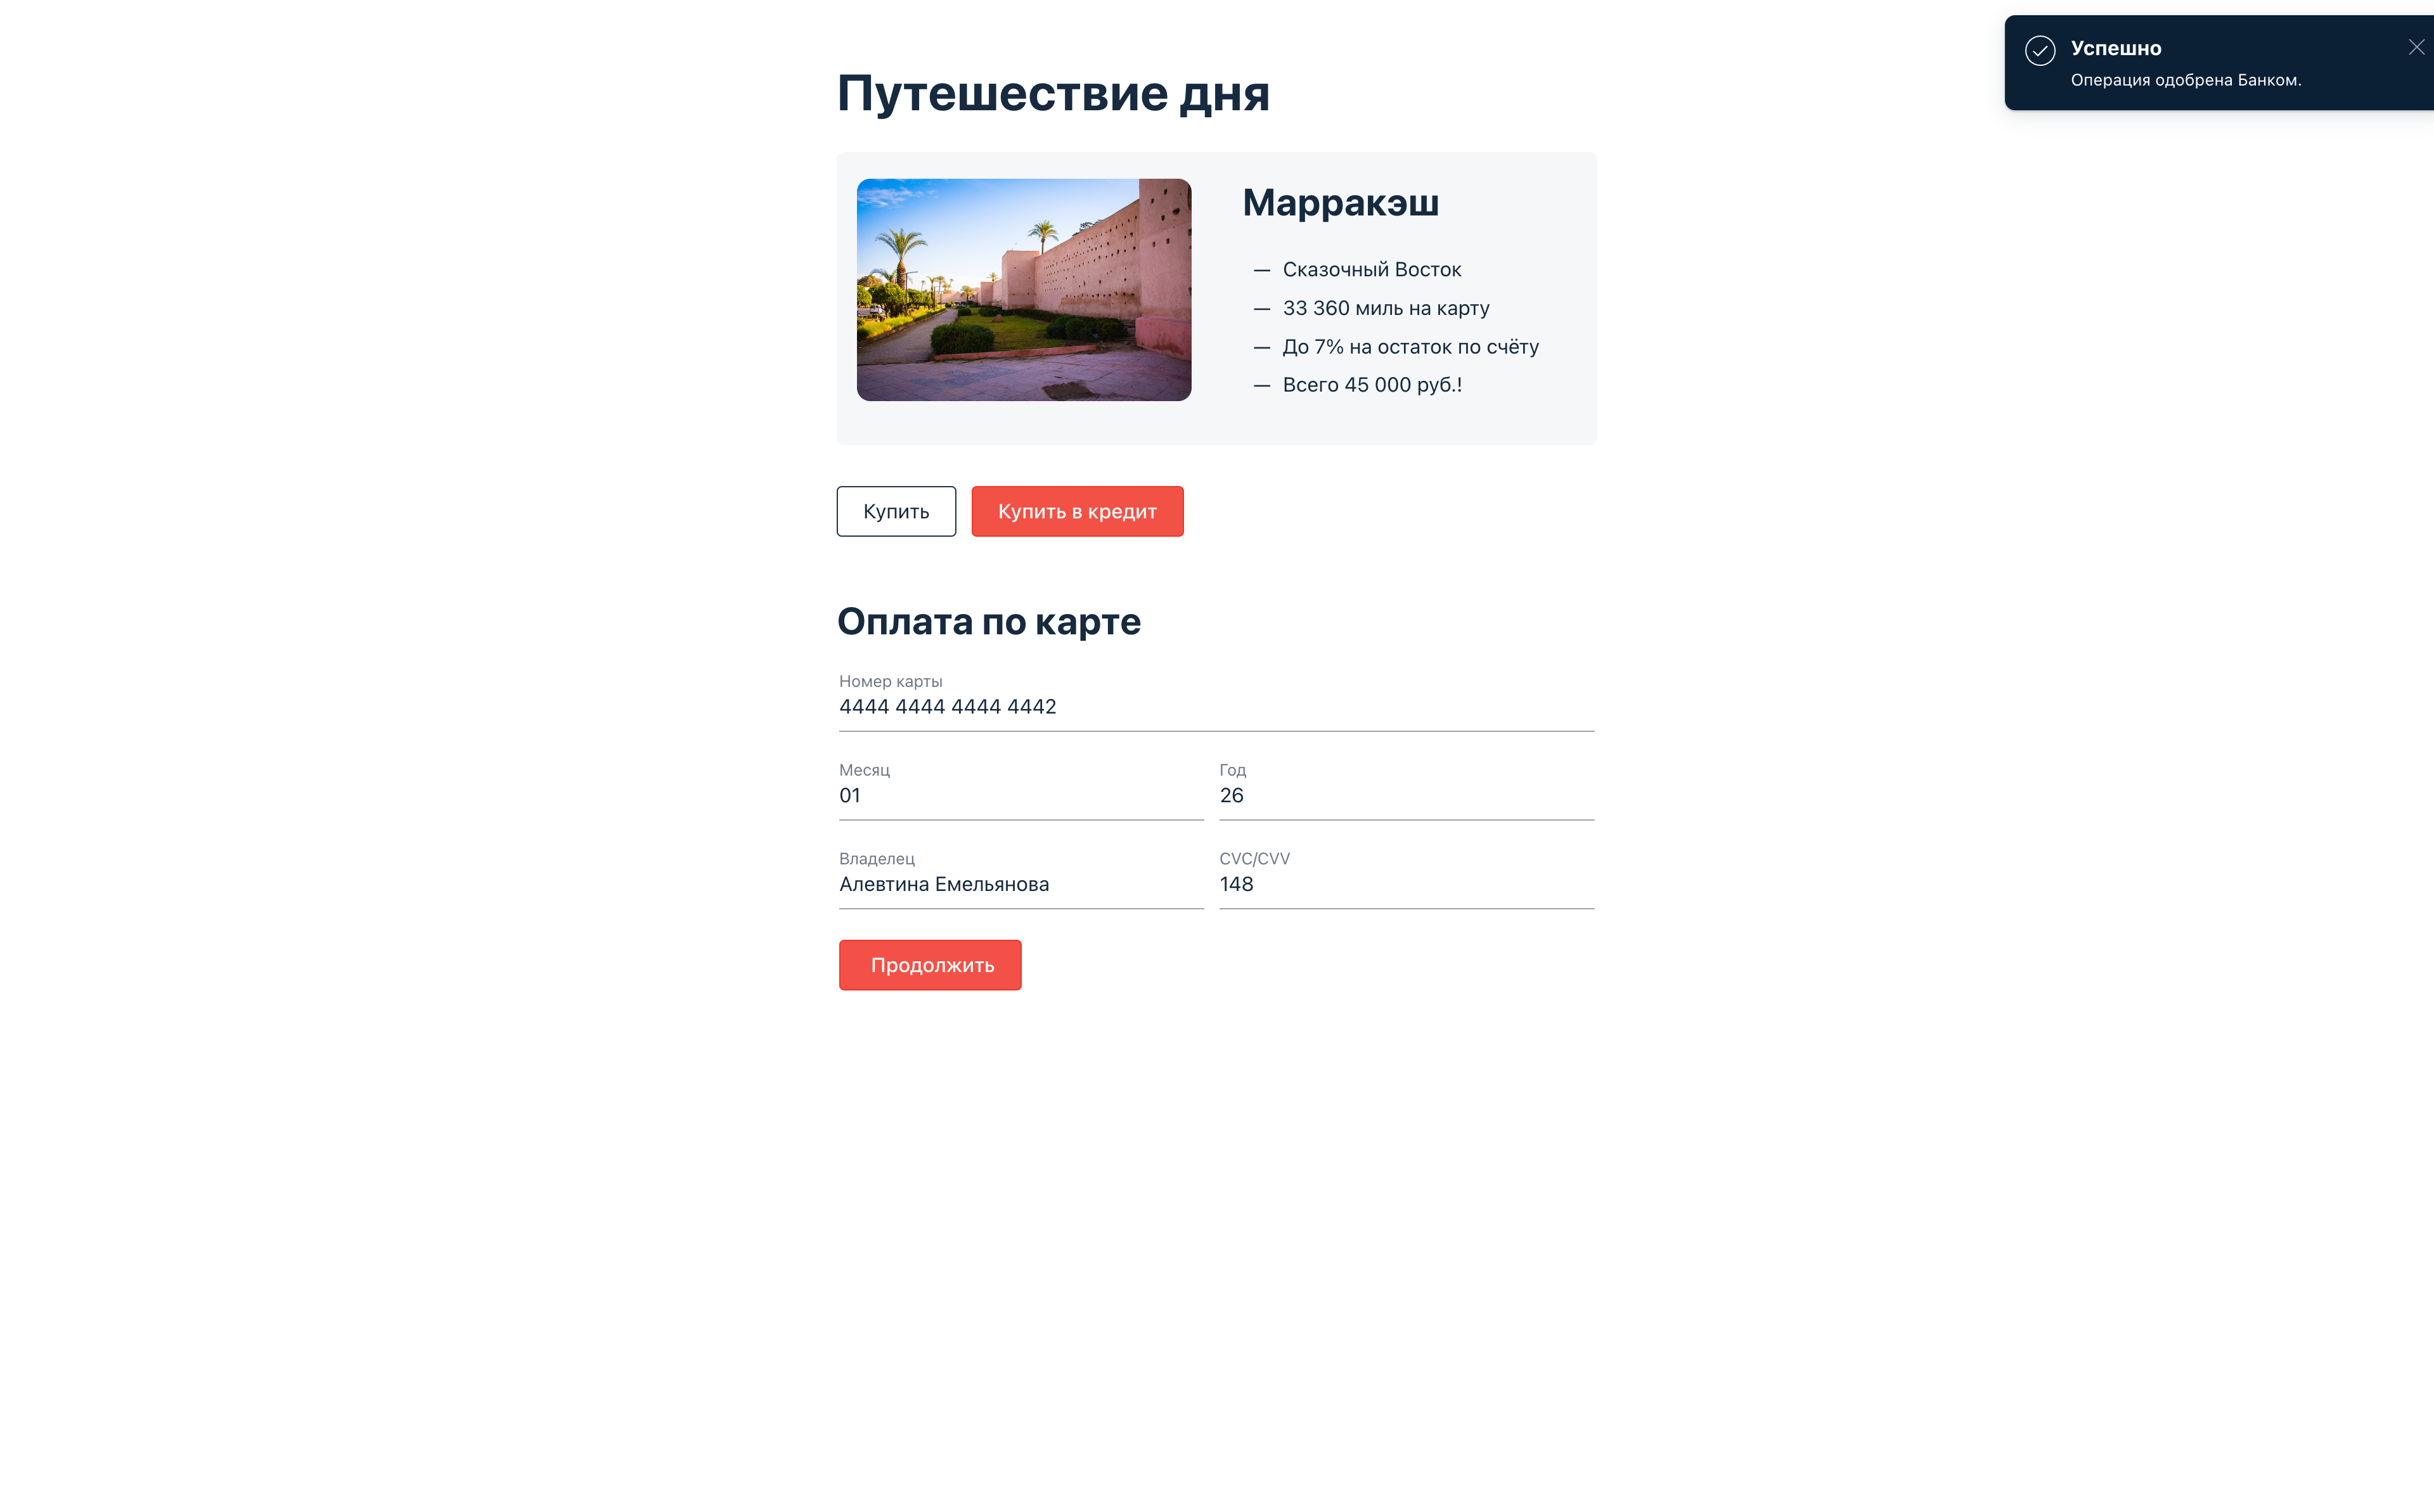 Успешно
Операция одобрена Банком.
Путешествие дня
Марракэш
— Сказочный Восток
— 33 360 миль на карту
— До 7% на остаток по счёту
— Всего 45 000 руб.!
Купить
Купить в кредит
Оплата по карте
Номер карты
4444 4444 4444 4442
Месяц
01
Год
26
Владелец
Алевтина Емельянова
CVC/CVV
148
Продолжить